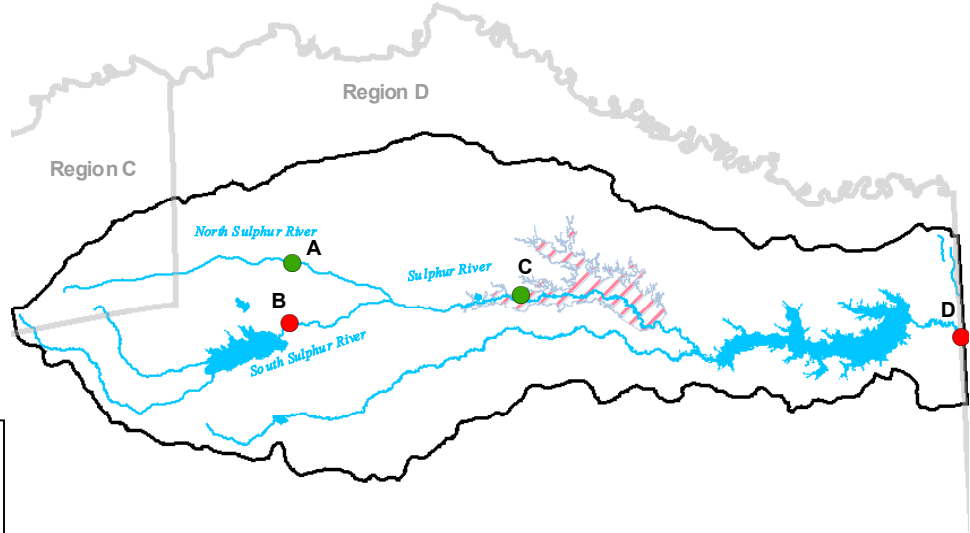 Region D
Region C
North Sulphur River
A
Sulphur River
C
B
South Sulphur River
D